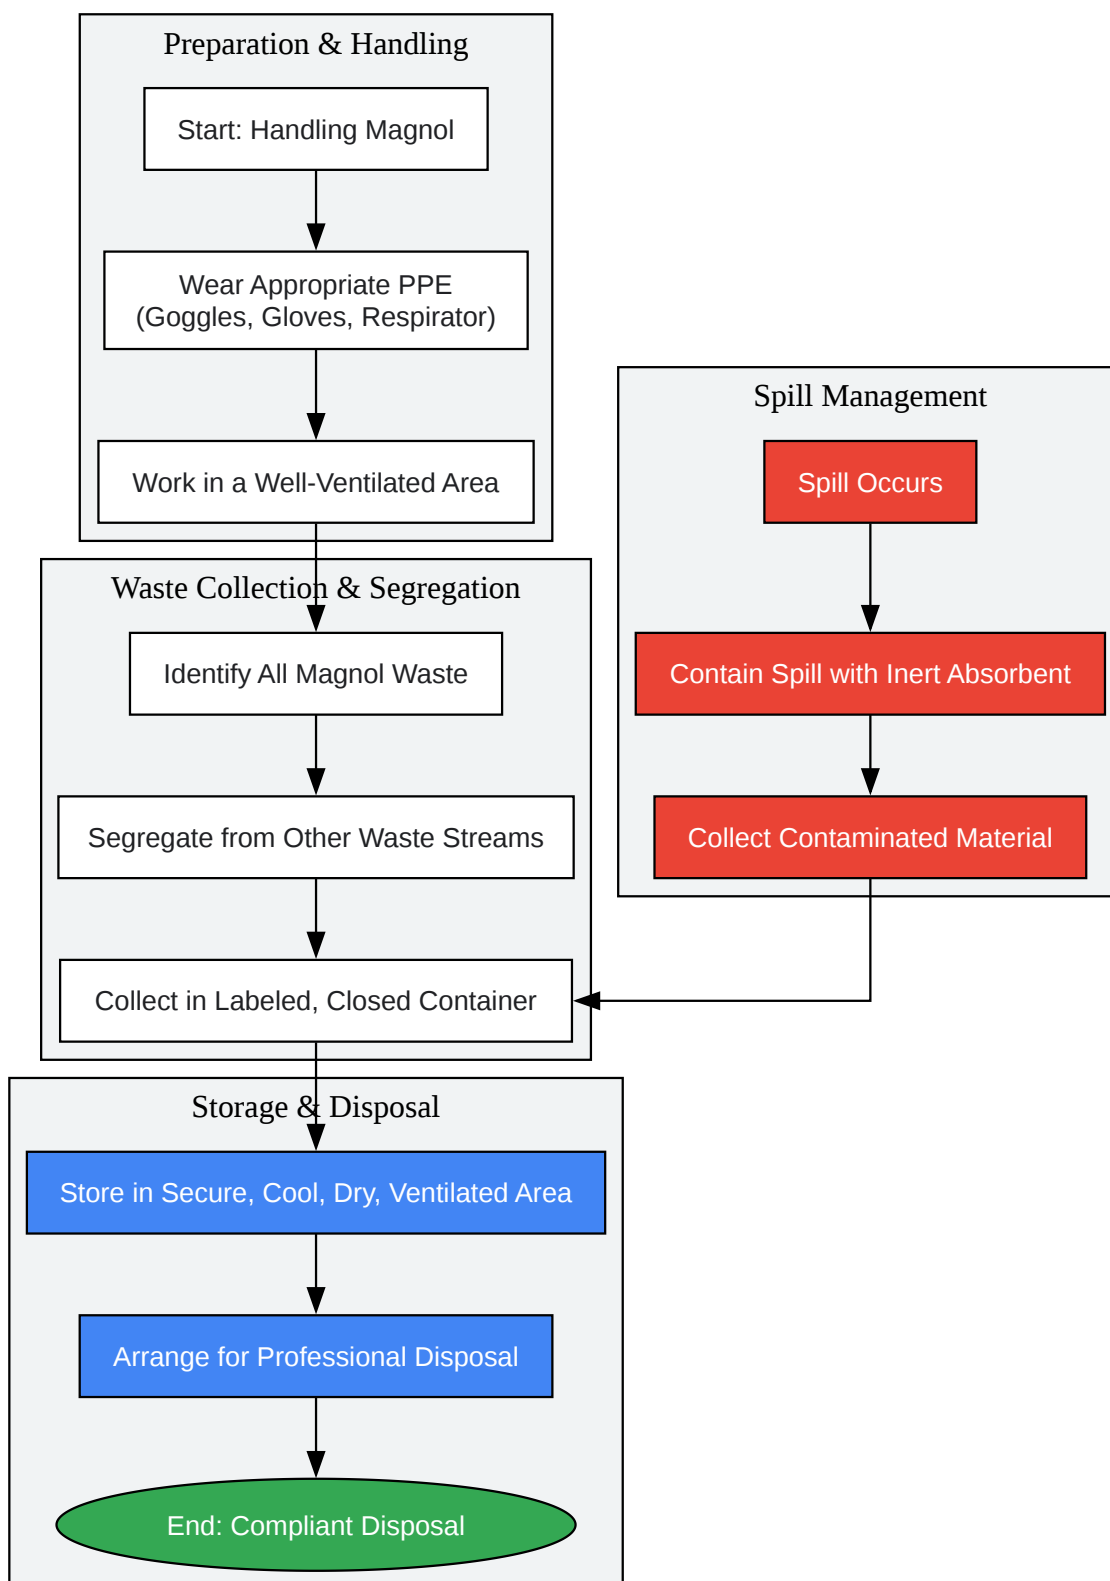 Preparation & Handling
Start: Handling Magnol
Wear Appropriate PPE
(Goggles, Gloves, Respirator)
Work in a Well-Ventilated Area
Waste Collection & Segregation
Identify All Magnol Waste
Segregate from Other Waste Streams
Collect in Labeled, Closed Container
Spill Management
Spill Occurs
Contain Spill with Inert Absorbent
Collect Contaminated Material
Storage & Disposal
Store in Secure, Cool, Dry, Ventilated Area
Arrange for Professional Disposal
End: Compliant Disposal